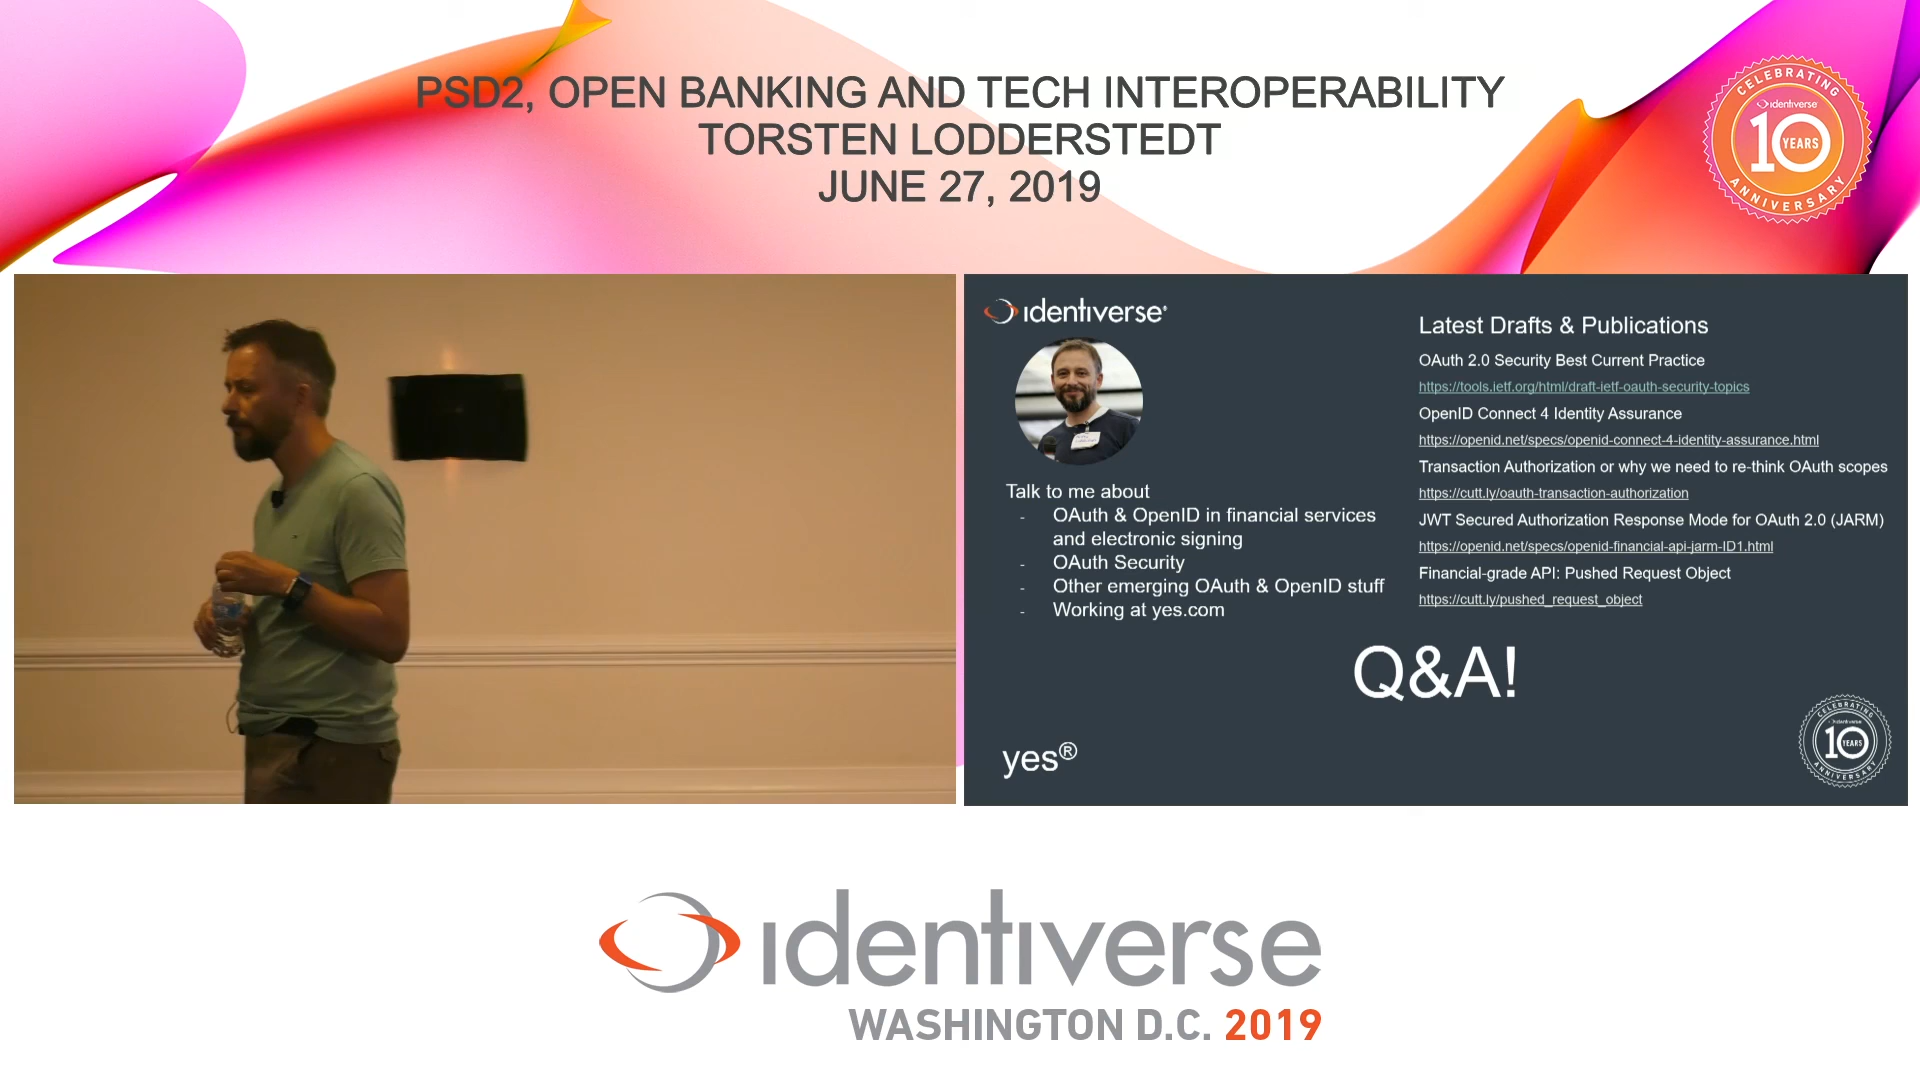 PSD2, OPEN BANKING AND TECH INTEROPERABILITY
TORSTEN LODDERSTEDT
JUNE 27, 2019
CELEBRATING
identiverse
10
YEARS
ANNIVERSARY
identiverse®
Talk to me about
- OAuth & OpenID in financial services
and electronic signing
- OAuth Security
- Other emerging OAuth & OpenID stuff
- Working at yes.com
Latest Drafts & Publications
OAuth 2.0 Security Best Current Practice
https://tools.ietf.org/html/draft-ietf-oauth-security-topics
OpenID Connect 4 Identity Assurance
https://openid.net/specs/openid-connect-4-identity-assurance.html
Transaction Authorization or why we need to re-think OAuth scopes
https://cutt.ly/oauth-transaction-authorization
JWT Secured Authorization Response Mode for OAuth 2.0 (JARM)
https://openid.net/specs/openid-financial-api-jarm-ID1.html
Financial-grade API: Pushed Request Object
https://cutt.ly/pushed_request_object
Q&A!
yes®
CELEBRATING
identiverse
10
YEARS
ANNIVERSARY
identiverse
WASHINGTON D.C. 2019